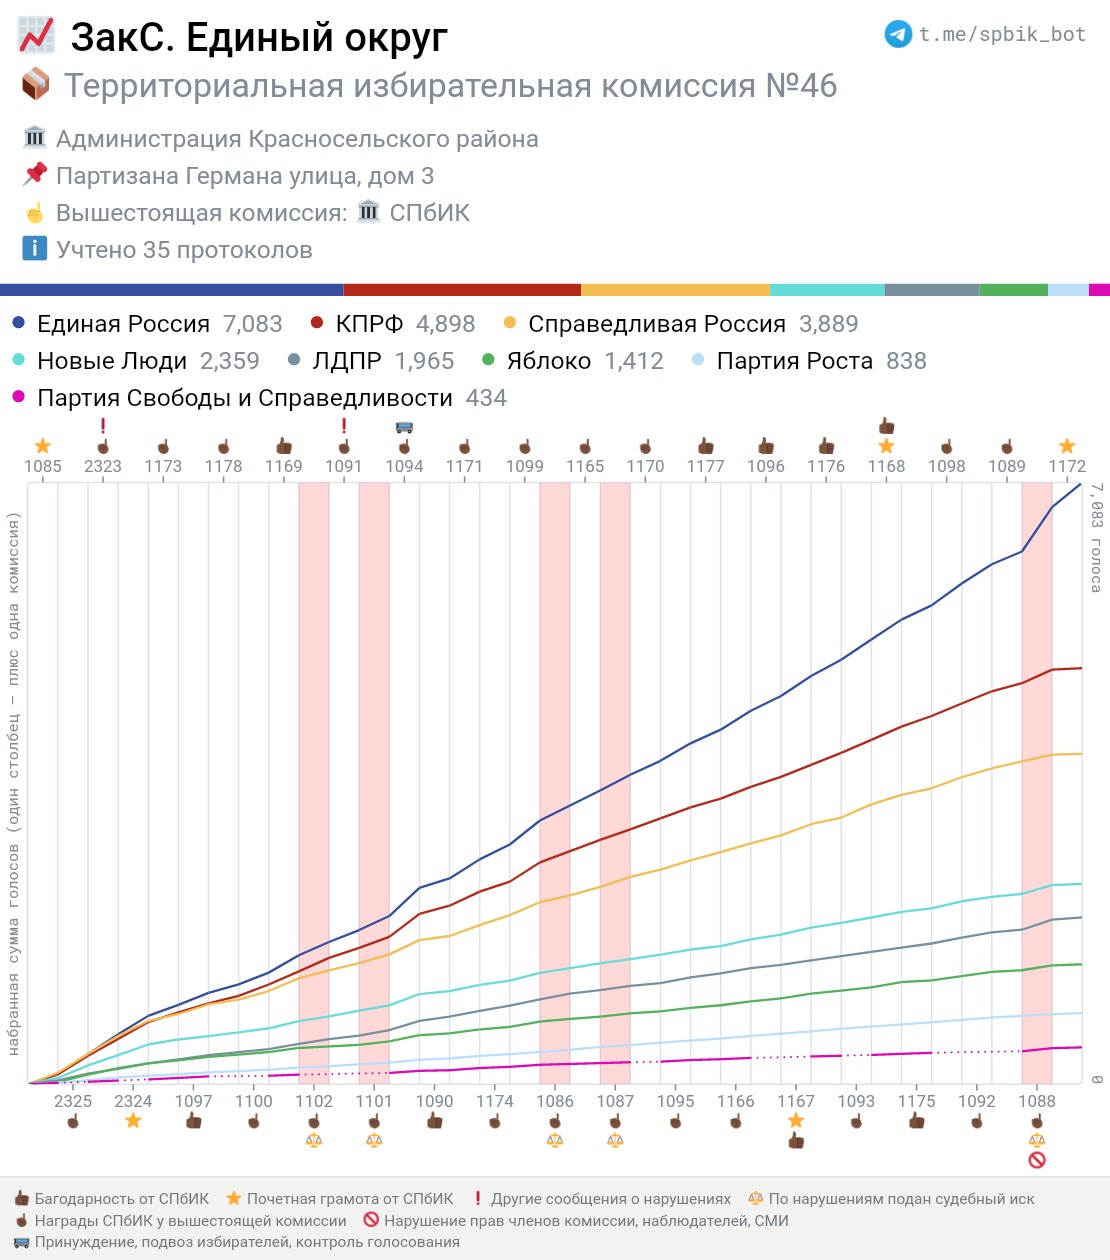 ЗакС. Единый округ
t.me/spbik_bot
Территориальная избирательная комиссия №46
Администрация Красносельского района
Партизана Германа улица, дом 3
Вышестоящая комиссия: СПбИК
Учтено 35 протоколов
Единая Россия 7,083 КПРФ 4,898 Справедливая Россия 3,889
Новые Люди 2,359 ЛДПР 1,965 Яблоко 1,412 Партия Роста 838
Партия Свободы и Справедливости 434
1085 2323 1173 1178 1169 1091 1094 1171 1099 1165 1170 1177 1096 1176 1168 1098 1089 1172
7,083 голоса
набранная сумма голосов (один столбец – плюс одна комиссия)
0
2325 2324 1097 1100 1102 1101 1090 1174 1086 1087 1095 1166 1167 1093 1175 1092 1088
Багодарность от СПбИК Почетная грамота от СПбИК Другие сообщения о нарушениях По нарушениям подан судебный иск
Награды СПбИК у вышестоящей комиссии Нарушение прав членов комиссии, наблюдателей, СМИ
Принуждение, подвоз избирателей, контроль голосования